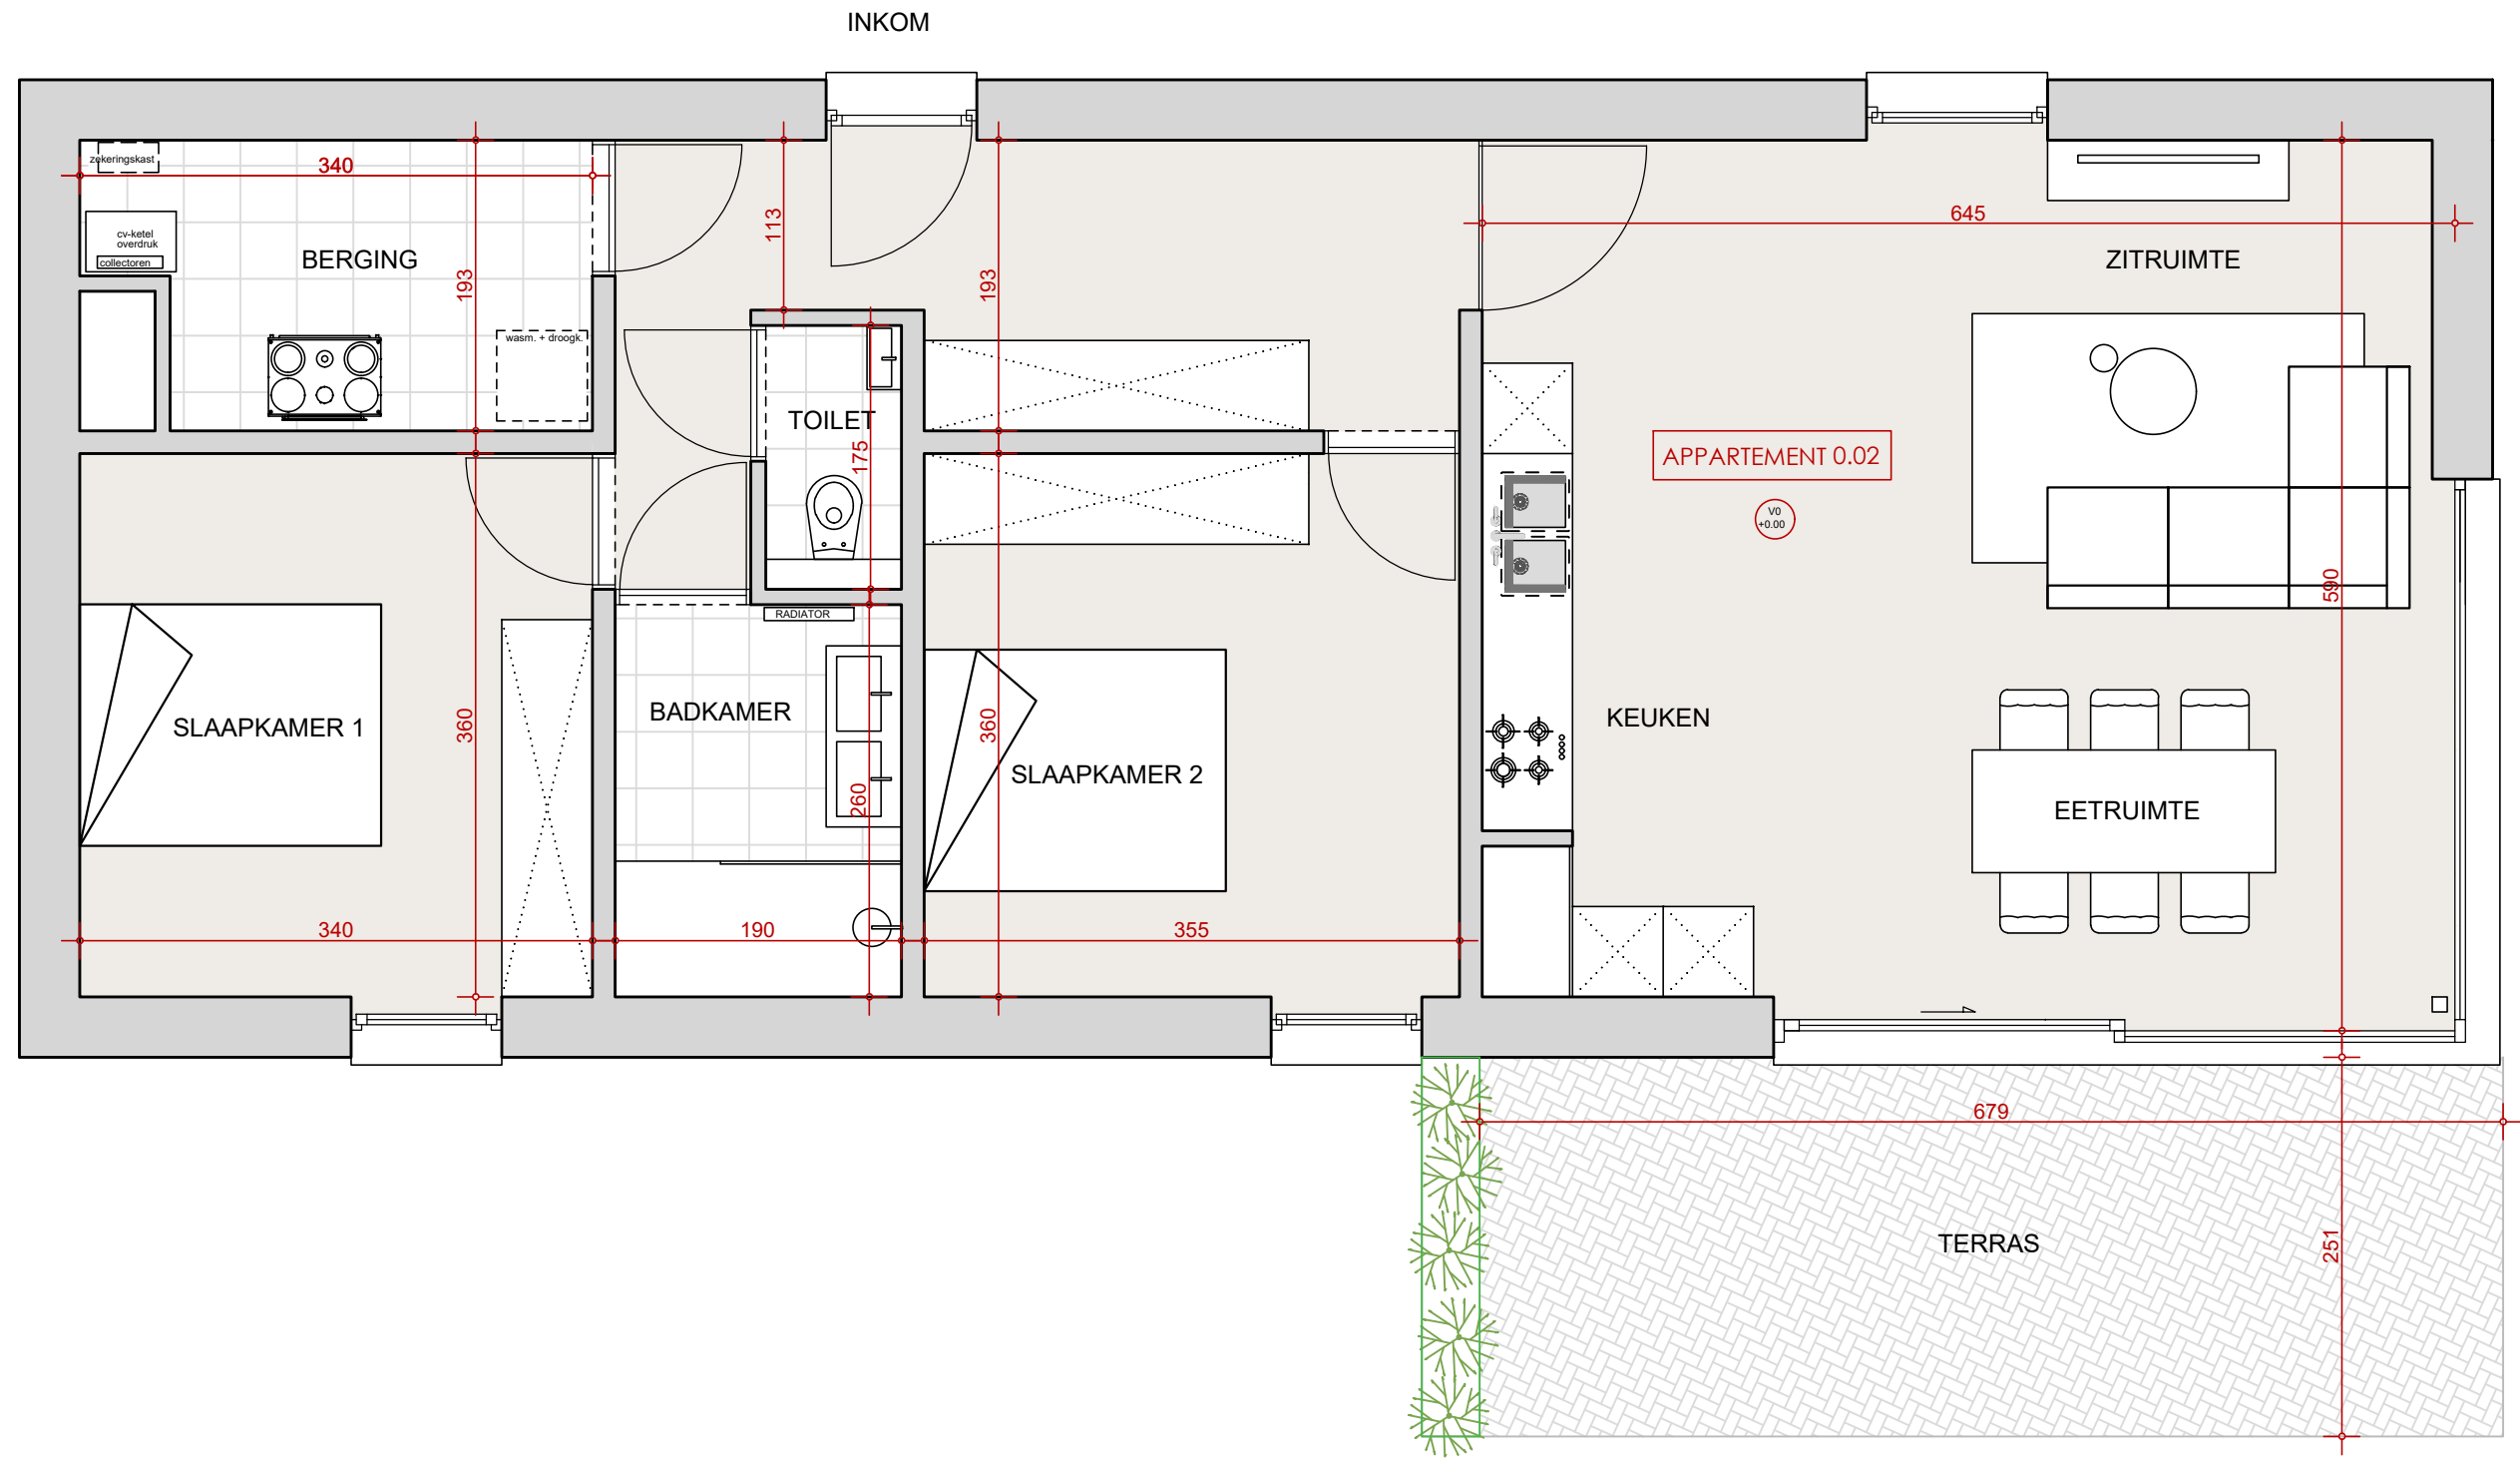 INKOM
zekeringskast
340
113
645
cv-ketel
overdruk
collectoren
BERGING
193
193
ZITRUIMTE
wasm. + droogk.
TOILET
175
APPARTEMENT 0.02
V0
+0.00
590
RADIATOR
SLAAPKAMER 1
360
BADKAMER
260
360
SLAAPKAMER 2
KEUKEN
EETRUIMTE
340
190
355
679
TERRAS
251